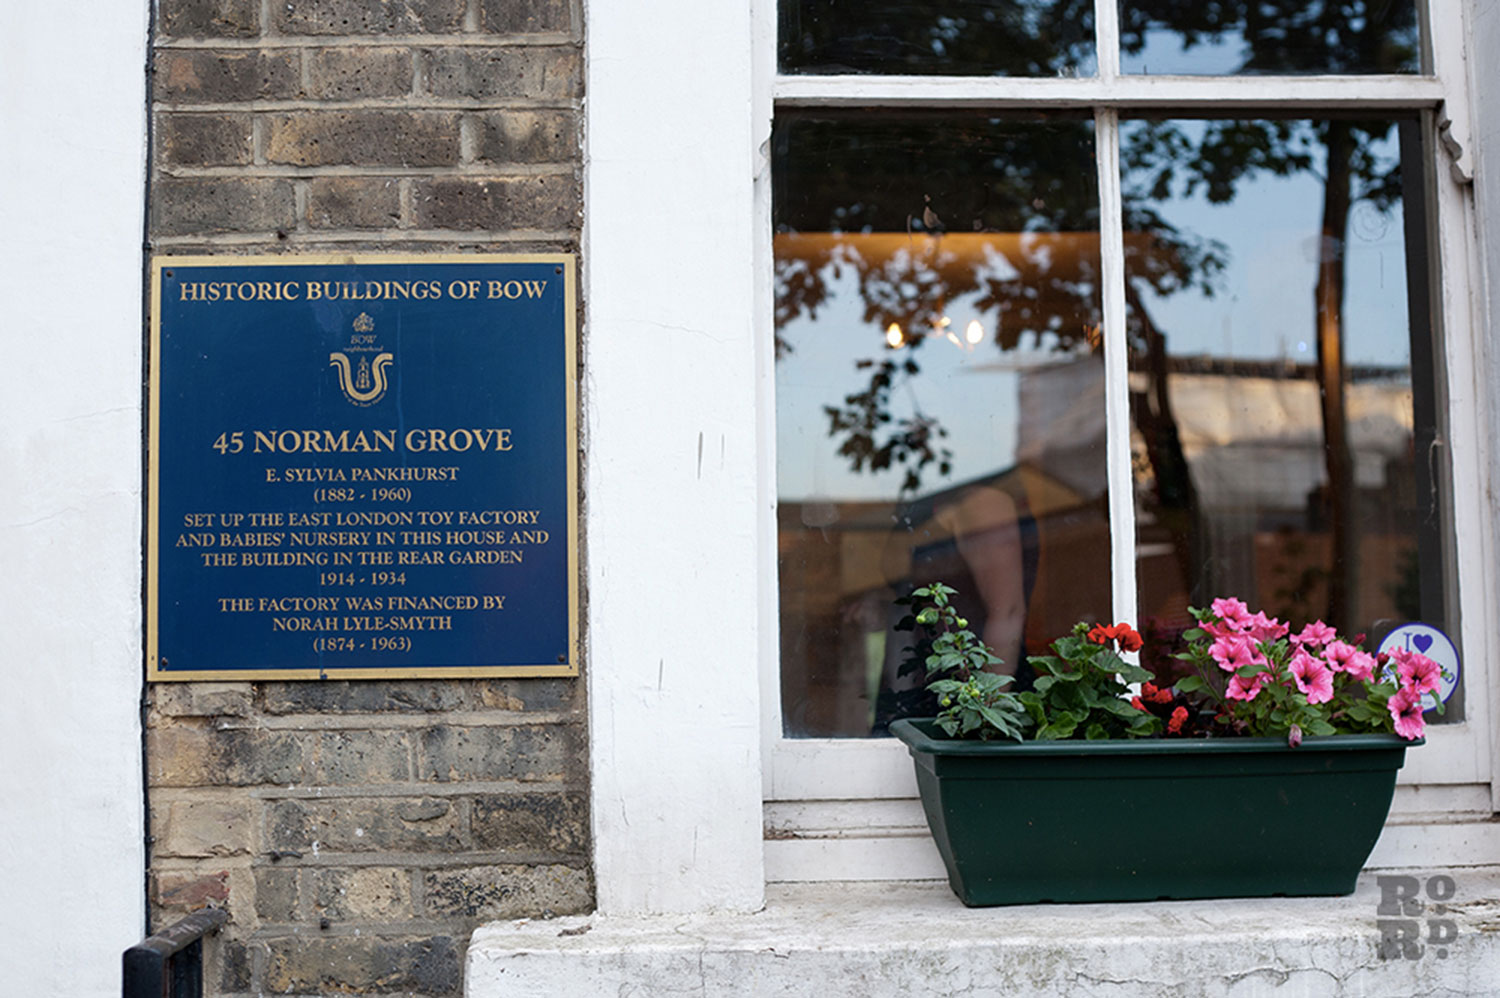 HISTORIC BUILDINGS OF BOW
BOW
neighbourhood
45 NORMAN GROVE
E. SYLVIA PANKHURST
(1882 - 1960)
SET UP THE EAST LONDON TOY FACTORY
AND BABIES' NURSERY IN THIS HOUSE AND
THE BUILDING IN THE REAR GARDEN
1914 - 1934
THE FACTORY WAS FINANCED BY
NORAH LYLE-SMYTH
(1874 - 1963)
I
RO
RD